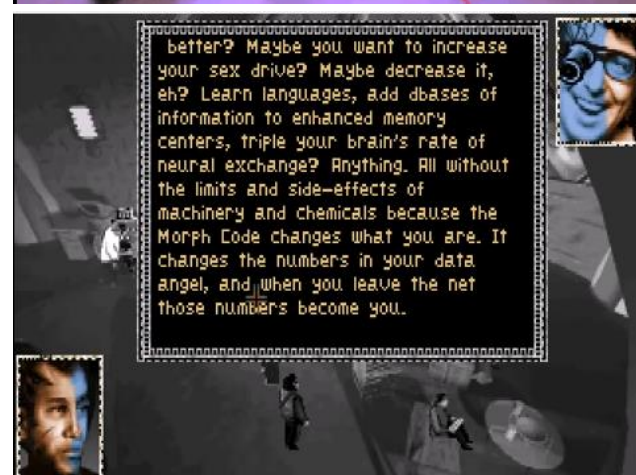 better? Maybe you want to increase
your sex drive? Maybe decrease it,
eh? Learn languages, add dbases of
information to enhanced memory
centers, triple your brain's rate of
neural exchange? Anything. All without
the limits and side-effects of
machinery and chemicals because the
Morph Code changes what you are. It
changes the numbers in your data
angel, and when you leave the net
those numbers become you.